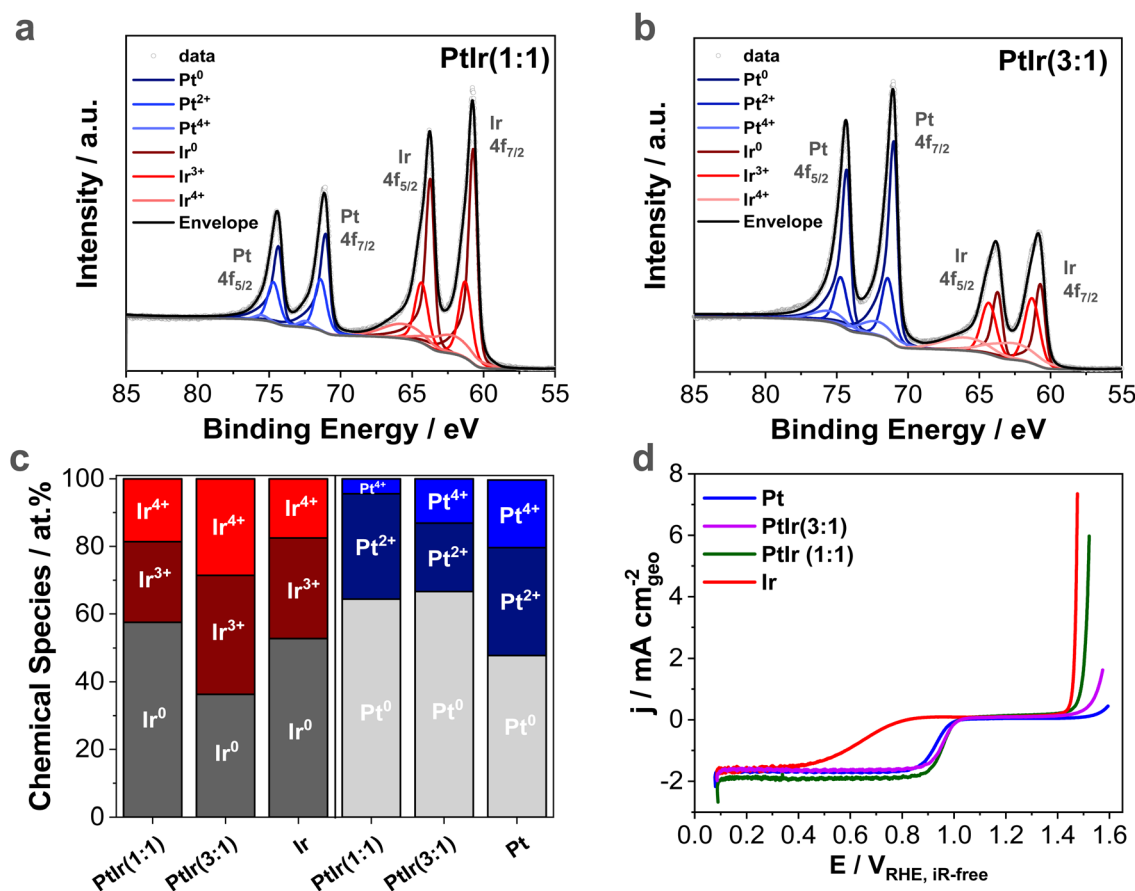 a
PtIr(1:1)
data
Pt⁰
Pt²⁺
Pt⁴⁺
Ir⁰
Ir³⁺
Ir⁴⁺
Envelope
Pt
4f5/2
Pt
4f7/2
Ir
4f5/2
Ir
4f7/2
Intensity / a.u.
85 80 75 70 65 60 55
Binding Energy / eV
b
PtIr(3:1)
data
Pt⁰
Pt²⁺
Pt⁴⁺
Ir⁰
Ir³⁺
Ir⁴⁺
Envelope
Pt
4f5/2
Pt
4f7/2
Ir
4f5/2
Ir
4f7/2
Intensity / a.u.
85 80 75 70 65 60 55
Binding Energy / eV
c
Chemical Species / at.%
100
80
60
40
20
0
Ir⁴⁺
Ir³⁺
Ir⁰
Ir⁴⁺
Ir³⁺
Ir⁰
Ir⁴⁺
Ir³⁺
Ir⁰
Pt⁴⁺
Pt²⁺
Pt⁰
Pt⁴⁺
Pt²⁺
Pt⁰
Pt⁴⁺
Pt²⁺
Pt⁰
PtIr(1:1)
PtIr(3:1)
Ir
PtIr(1:1)
PtIr(3:1)
Pt
d
Pt
PtIr(3:1)
PtIr (1:1)
Ir
j / mA cm⁻²geo
8
6
4
2
0
-2
0.0 0.2 0.4 0.6 0.8 1.0 1.2 1.4 1.6
E / VRHE, iR-free